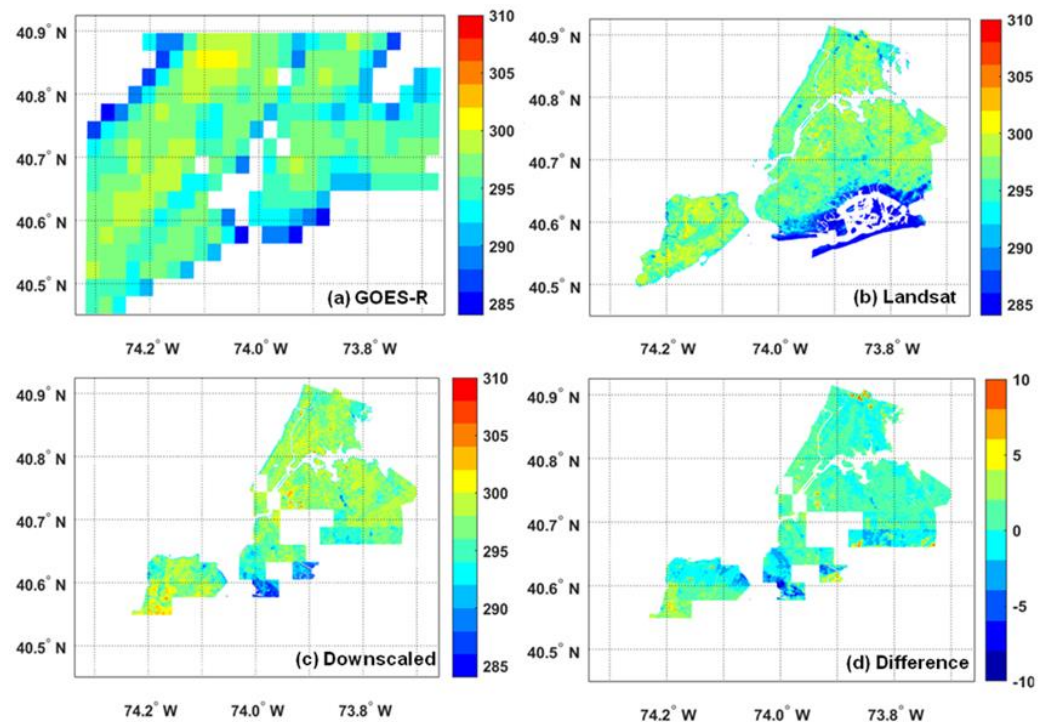 40.9° N
40.8° N
40.7° N
40.6° N
40.5° N
310
305
300
295
290
285
(a) GOES-R
74.2° W
74.0° W
73.8° W
40.9° N
40.8° N
40.7° N
40.6° N
40.5° N
310
305
300
295
290
285
(b) Landsat
74.2° W
74.0° W
73.8° W
40.9° N
40.8° N
40.7° N
40.6° N
40.5° N
310
305
300
295
290
285
(c) Downscaled
74.2° W
74.0° W
73.8° W
40.9° N
40.8° N
40.7° N
40.6° N
40.5° N
10
5
0
-5
-10
(d) Difference
74.2° W
74.0° W
73.8° W